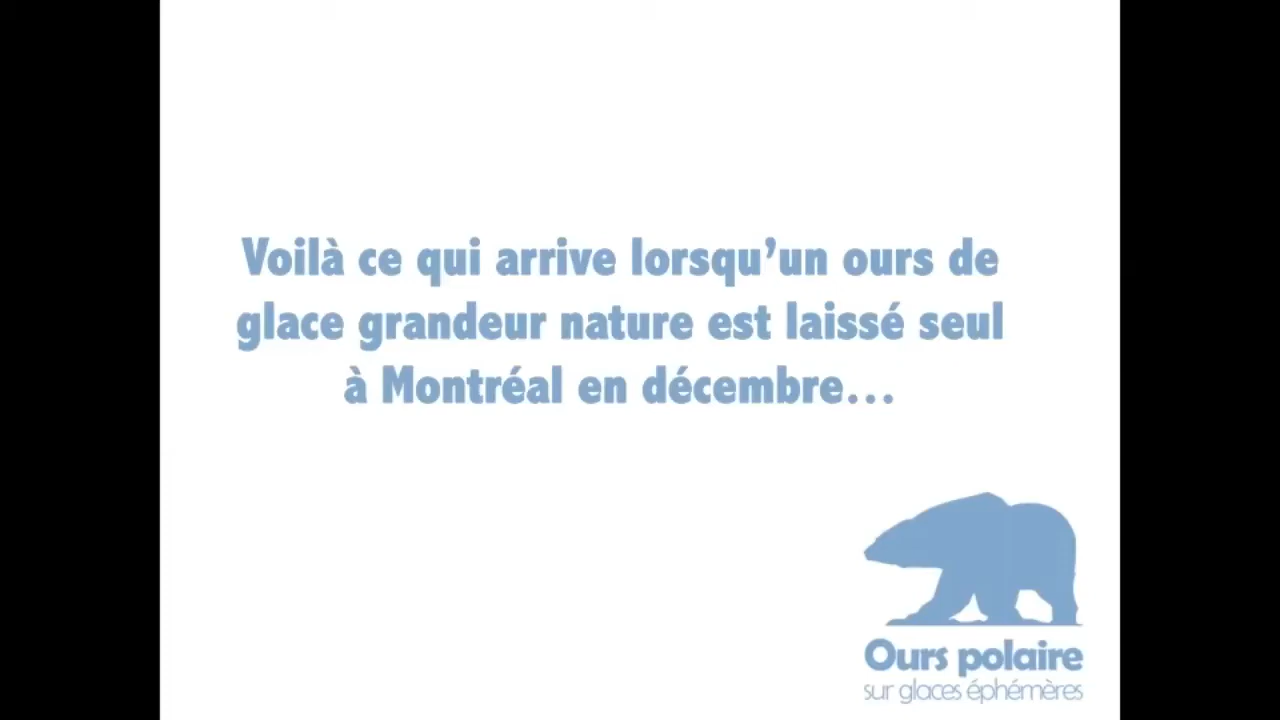 Voilà ce qui arrive lorsqu’un ours de
glace grandeur nature est laissé seul
à Montréal en décembre...
Ours polaire
sur glaces éphémères